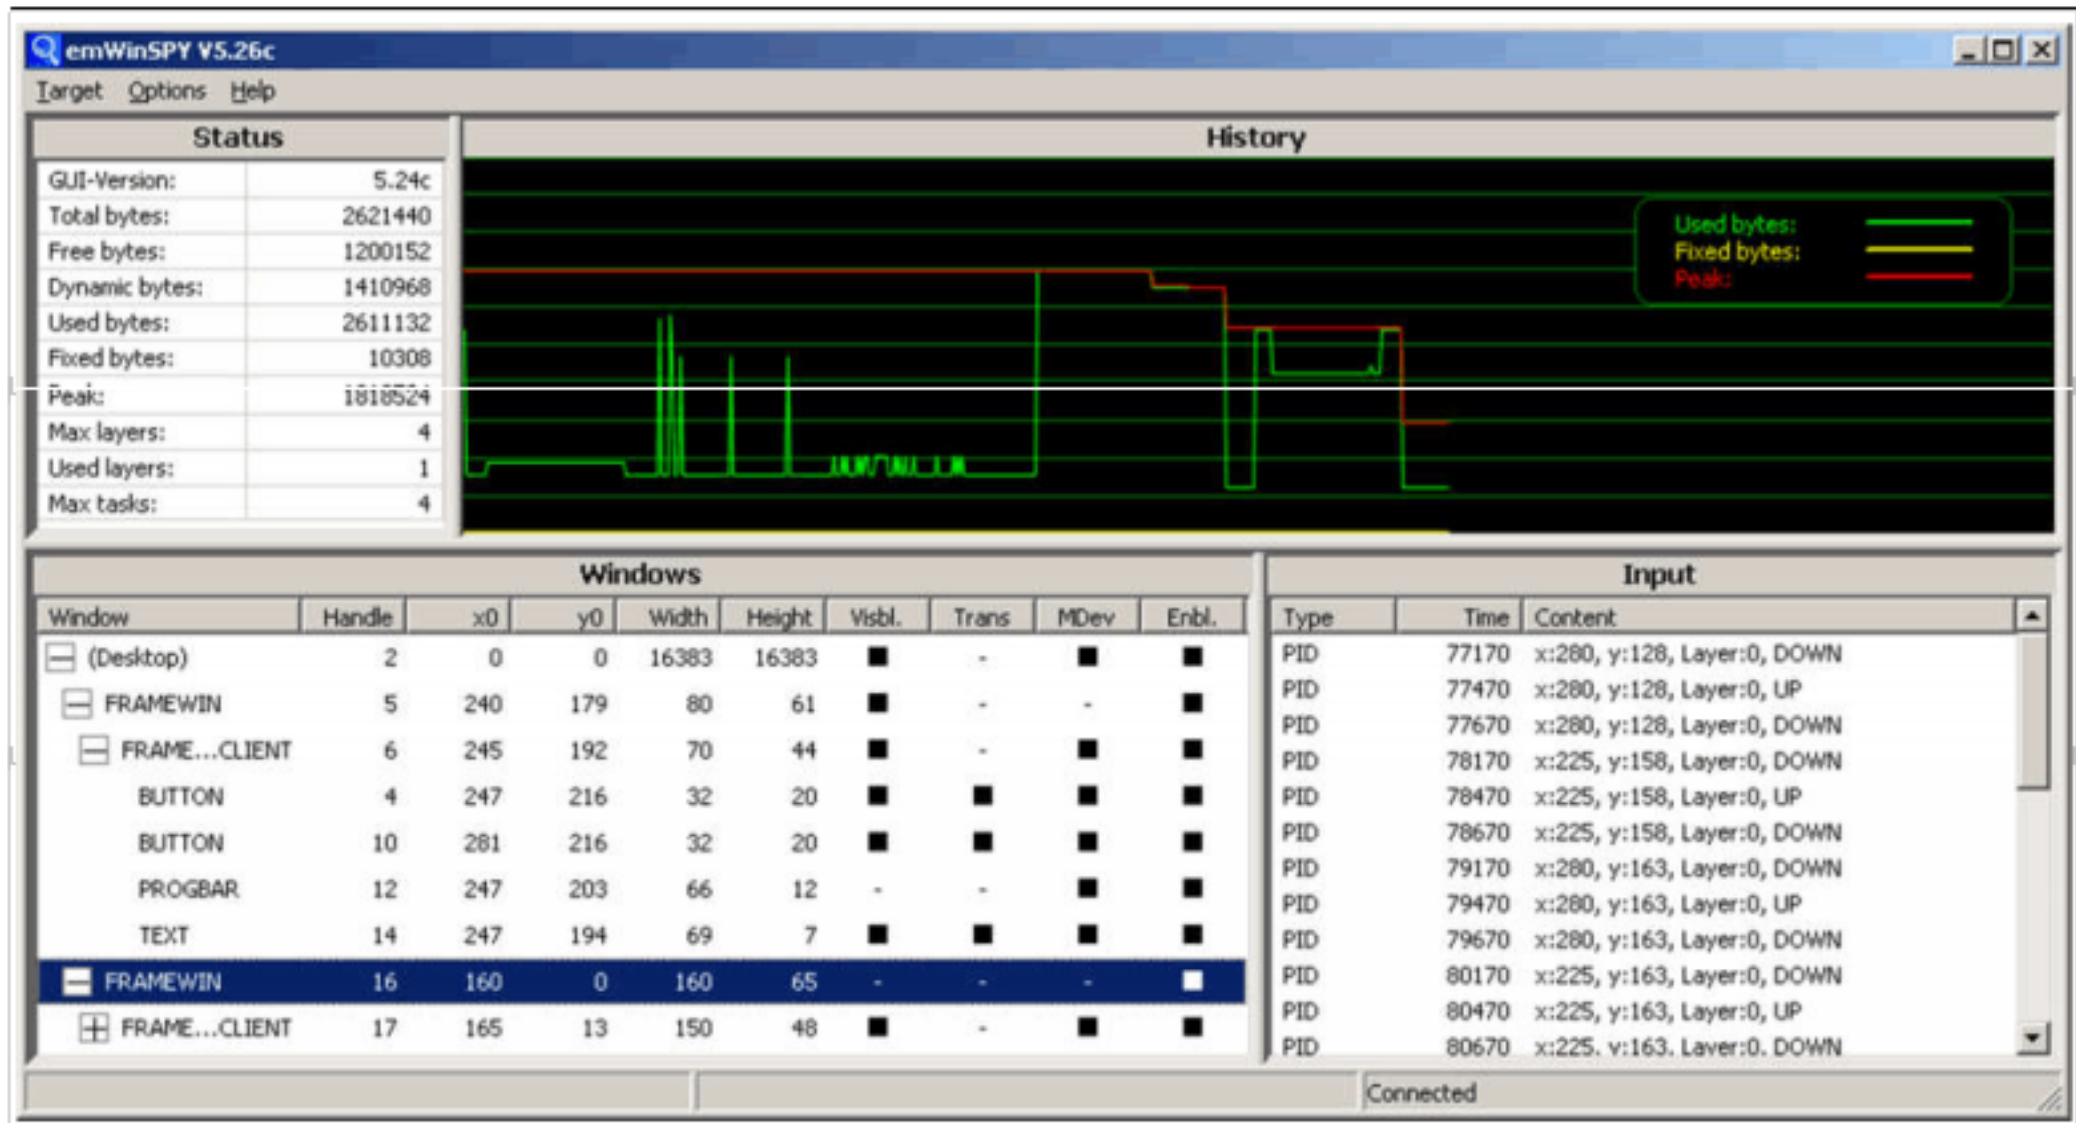 emWinSPY V5.26c
Target Options Help
Status
GUI-Version: 5.24c
Total bytes: 2621440
Free bytes: 1200152
Dynamic bytes: 1410968
Used bytes: 2611132
Fixed bytes: 10308
Peak: 1818524
Max layers: 4
Used layers: 1
Max tasks: 4
History
Used bytes:
Fixed bytes:
Peak:
Windows
Window Handle x0 y0 Width Height Visbl. Trans MDev Enbl.
(Desktop) 2 0 0 16383 16383 ■ - ■ ■
FRAMEWIN 5 240 179 80 61 ■ - - ■
FRAME...CLIENT 6 245 192 70 44 ■ - ■ ■
BUTTON 4 247 216 32 20 ■ ■ ■ ■
BUTTON 10 281 216 32 20 ■ ■ ■ ■
PROGBAR 12 247 203 66 12 - - ■ ■
TEXT 14 247 194 69 7 ■ ■ ■ ■
FRAMEWIN 16 160 0 160 65 - - - ■
FRAME...CLIENT 17 165 13 150 48 ■ - ■ ■
Input
Type Time Content
PID 77170 x:280, y:128, Layer:0, DOWN
PID 77470 x:280, y:128, Layer:0, UP
PID 77670 x:280, y:128, Layer:0, DOWN
PID 78170 x:225, y:158, Layer:0, DOWN
PID 78470 x:225, y:158, Layer:0, UP
PID 78670 x:225, y:158, Layer:0, DOWN
PID 79170 x:280, y:163, Layer:0, DOWN
PID 79470 x:280, y:163, Layer:0, UP
PID 79670 x:280, y:163, Layer:0, DOWN
PID 80170 x:225, y:163, Layer:0, DOWN
PID 80470 x:225, y:163, Layer:0, UP
PID 80670 x:225, y:163, Layer:0, DOWN
Connected